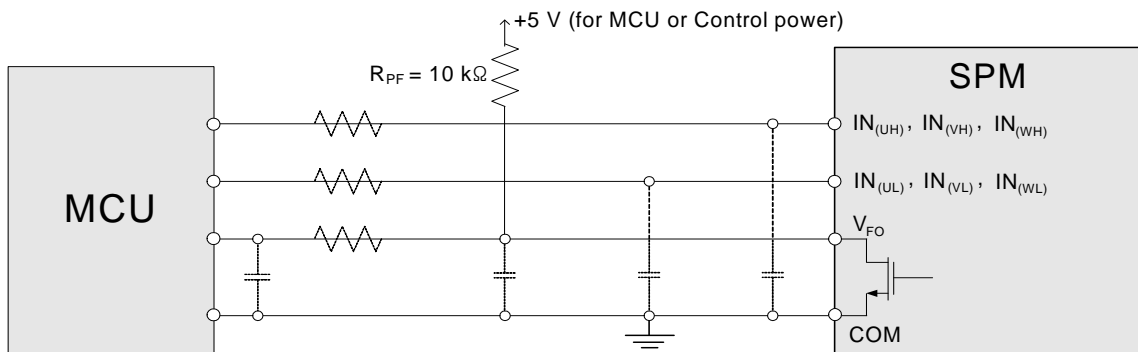 +5 V (for MCU or Control power)
R_PF = 10 kΩ
SPM
IN_(UH), IN_(VH), IN_(WH)
MCU
IN_(UL), IN_(VL), IN_(WL)
V_FO
COM